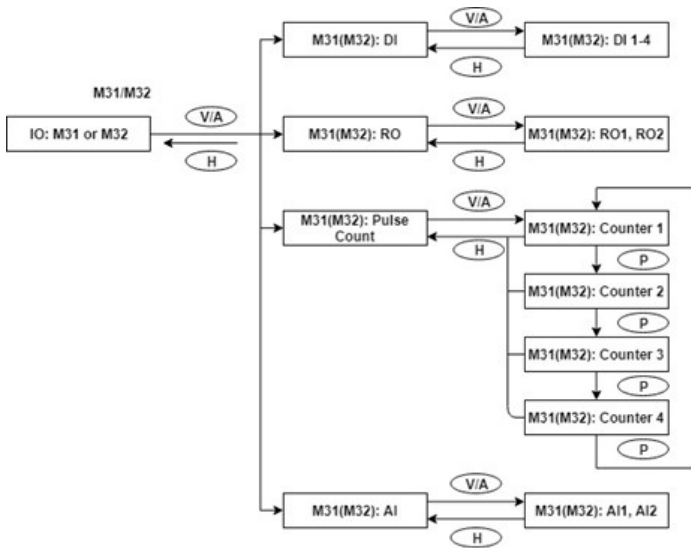 M31/M32
IO: M31 or M32
V/A
H
M31(M32): DI
V/A
H
M31(M32): DI 1-4
M31(M32): RO
V/A
H
M31(M32): RO1, RO2
M31(M32): Pulse
Count
V/A
H
M31(M32): Counter 1
P
M31(M32): Counter 2
P
M31(M32): Counter 3
P
M31(M32): Counter 4
P
M31(M32): AI
V/A
H
M31(M32): AI1, AI2